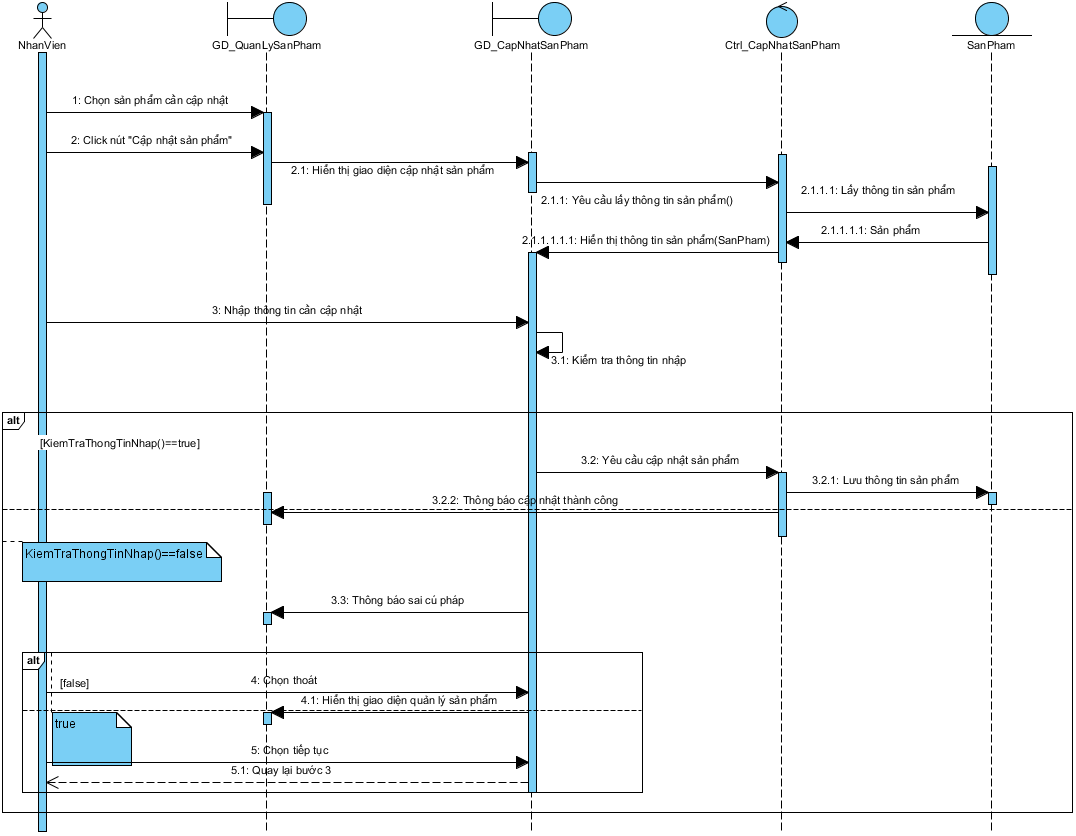 NhanVien
GD_QuanLySanPham
GD_CapNhatSanPham
Ctrl_CapNhatSanPham
SanPham
1: Chọn sản phẩm cần cập nhật
2: Click nút "Cập nhật sản phẩm"
2.1: Hiển thị giao diện cập nhật sản phẩm
2.1.1: Yêu cầu lấy thông tin sản phẩm()
2.1.1.1: Lấy thông tin sản phẩm
2.1.1.1.1: Sản phẩm
2.1.1.1.1.1: Hiển thị thông tin sản phẩm(SanPham)
3: Nhập thông tin cần cập nhật
3.1: Kiểm tra thông tin nhập
alt
[KiemTraThongTinNhap()==true]
3.2: Yêu cầu cập nhật sản phẩm
3.2.1: Lưu thông tin sản phẩm
3.2.2: Thông báo cập nhật thành công
KiemTraThongTinNhap()==false
3.3: Thông báo sai cú pháp
alt
[false]
4: Chọn thoát
4.1: Hiển thị giao diện quản lý sản phẩm
true
5: Chọn tiếp tục
5.1: Quay lại bước 3